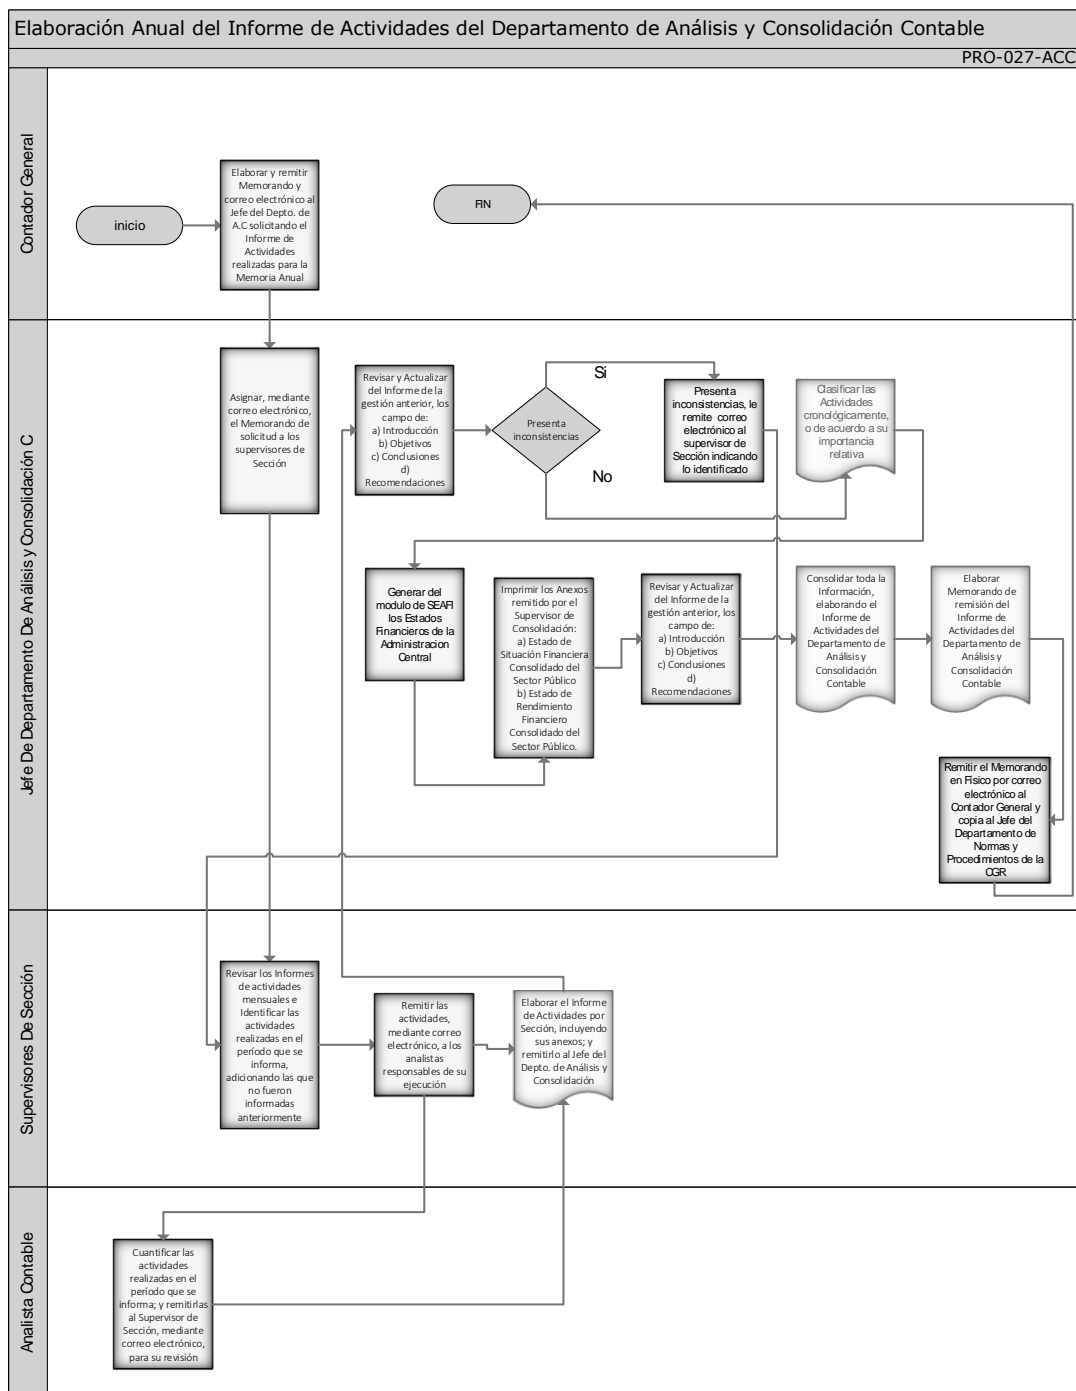 Elaboración Anual del Informe de Actividades del Departamento de Análisis y Consolidación Contable
PRO-027-ACC
Contador General
inicio
Elaborar y remitir
Memorando y
correo electrónico al
Jefe del Depto. de
A.C solicitando el
Informe de
Actividades
realizadas para la
Memoria Anual
FIN
Jefe De Departamento De Análisis y Consolidación C
Asignar, mediante
correo electrónico,
el Memorando de
solicitud a los
supervisores de
Sección
Revisar y Actualizar
del Informe de la
gestión anterior, los
campo de:
a) Introducción
b) Objetivos
c) Conclusiones
d)
Recomendaciones
Presenta
inconsistencias
Si
No
Presenta
inconsistencias, le
remite correo
electrónico al
supervisor de
Sección indicando
lo identificado
Clasificar las
Actividades
cronológicamente,
o de acuerdo a su
importancia
relativa
Generar del
modulo de SEAFI
los Estados
Financieros de la
Administracion
Central
Imprimir los Anexos
remitido por el
Supervisor de
Consolidación:
a) Estado de
Situación Financiera
Consolidado del
Sector Público
b) Estado de
Rendimiento
Financiero
Consolidado del
Sector Público.
Revisar y Actualizar
del Informe de la
gestión anterior, los
campo de:
a) Introducción
b) Objetivos
c) Conclusiones
d)
Recomendaciones
Consolidar toda la
Información,
elaborando el
Informe de
Actividades del
Departamento de
Análisis y
Consolidación
Contable
Elaborar
Memorando de
remisión del
Informe de
Actividades del
Departamento de
Análisis y
Consolidación
Contable
Remitir el Memorando
en Físico por correo
electrónico al
Contador General y
copia al Jefe del
Departamento de
Normas y
Procedimientos de la
CGR
Supervisores De Sección
Revisar los Informes
de actividades
mensuales e
Identificar las
actividades
realizadas en el
período que se
informa,
adicionando las que
no fueron
informadas
anteriormente
Remitir las
actividades,
mediante correo
electrónico, a los
analistas
responsables de su
ejecución
Elaborar el Informe
de Actividades por
Sección, incluyendo
sus anexos; y
remitirlo al Jefe del
Depto. de Análisis y
Consolidación
Analista Contable
Cuantificar las
actividades
realizadas en el
período que se
informa; y remitirlas
al Supervisor de
Sección, mediante
correo electrónico,
para su revisión